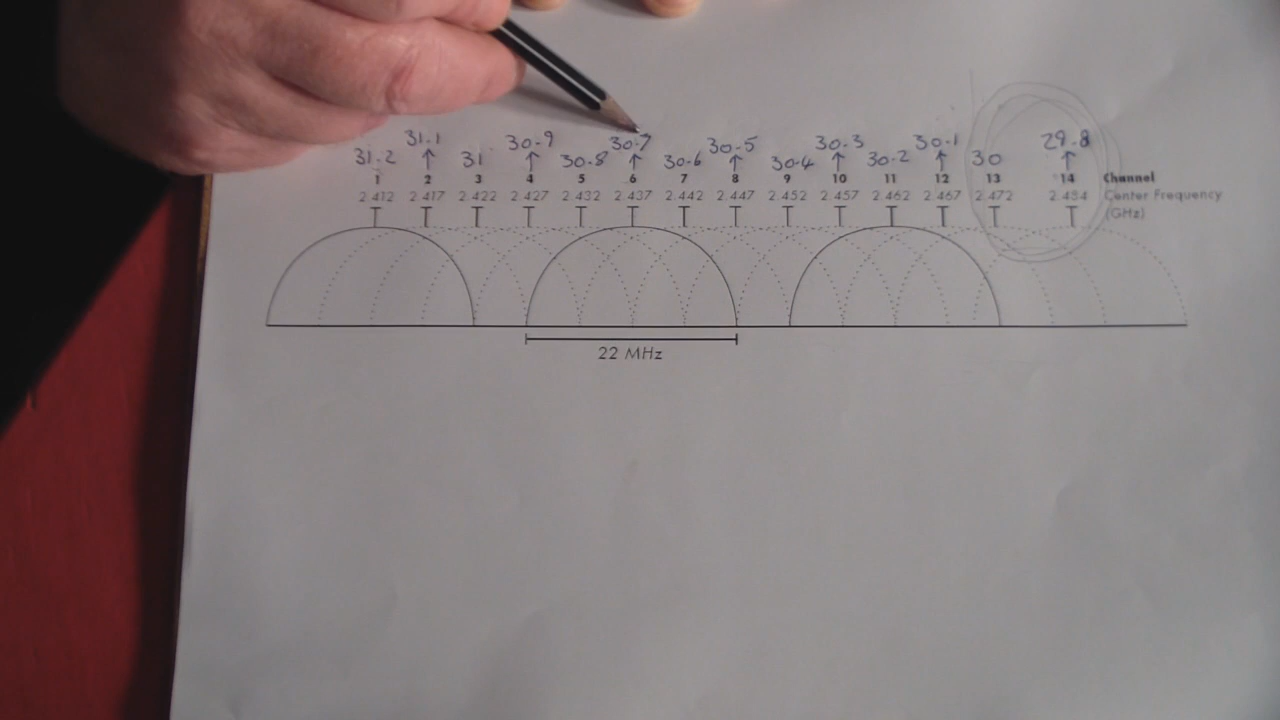 31.2 31.1 31 30.9 30.8 30.7 30.6 30.5 30.4 30.3 30.2 30.1 30 29.8
1 2 3 4 5 6 7 8 9 10 11 12 13 14 Channel
2.412 2.417 2.422 2.427 2.432 2.437 2.442 2.447 2.452 2.457 2.462 2.467 2.472 2.484 Center Frequency
(GHz)
22 MHz